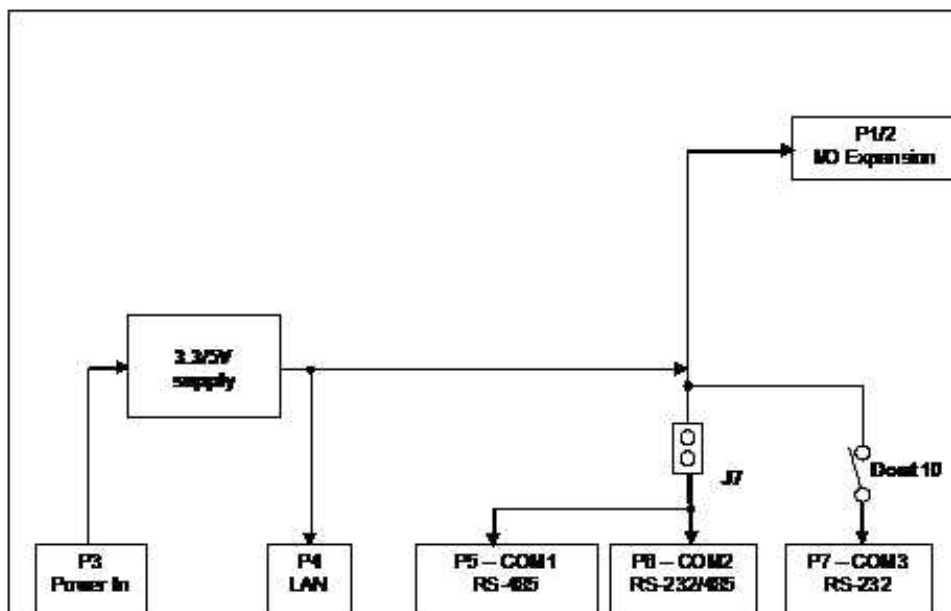 P1/2
I/O Expansion
3.3/5V
supply
J7
Dout 10
P3
Power In
P4
LAN
P5 – COM1
RS-485
P6 – COM2
RS-232/485
P7 – COM3
RS-232